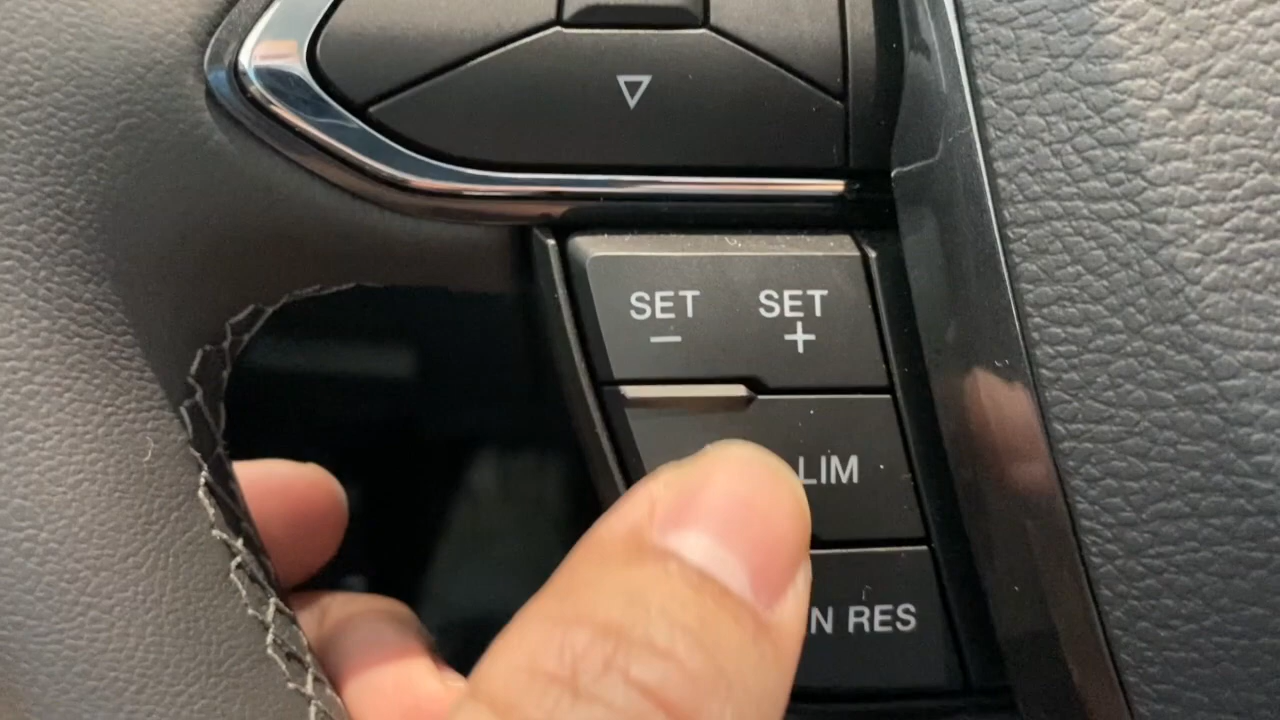 SET SET
− +
LIM
N RES